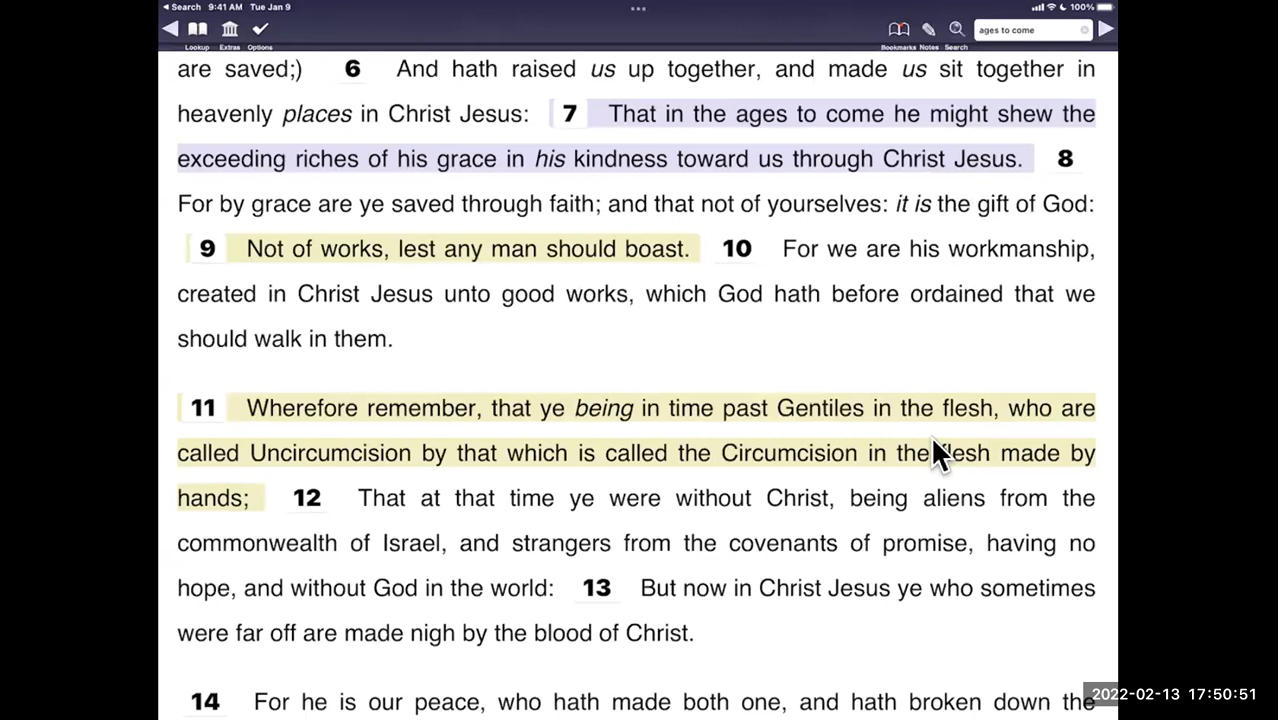 Search 9:41 AM Tue Jan 9 100%
ages to come
Lookup Extras Options Bookmarks Notes Search
are saved;) 6 And hath raised us up together, and made us sit together in
heavenly places in Christ Jesus: 7 That in the ages to come he might shew the
exceeding riches of his grace in his kindness toward us through Christ Jesus. 8
For by grace are ye saved through faith; and that not of yourselves: it is the gift of God:
9 Not of works, lest any man should boast. 10 For we are his workmanship,
created in Christ Jesus unto good works, which God hath before ordained that we
should walk in them.
11 Wherefore remember, that ye being in time past Gentiles in the flesh, who are
called Uncircumcision by that which is called the Circumcision in the flesh made by
hands; 12 That at that time ye were without Christ, being aliens from the
commonwealth of Israel, and strangers from the covenants of promise, having no
hope, and without God in the world: 13 But now in Christ Jesus ye who sometimes
were far off are made nigh by the blood of Christ.
14 For he is our peace, who hath made both one, and hath broken down the
2022-02-13 17:50:51